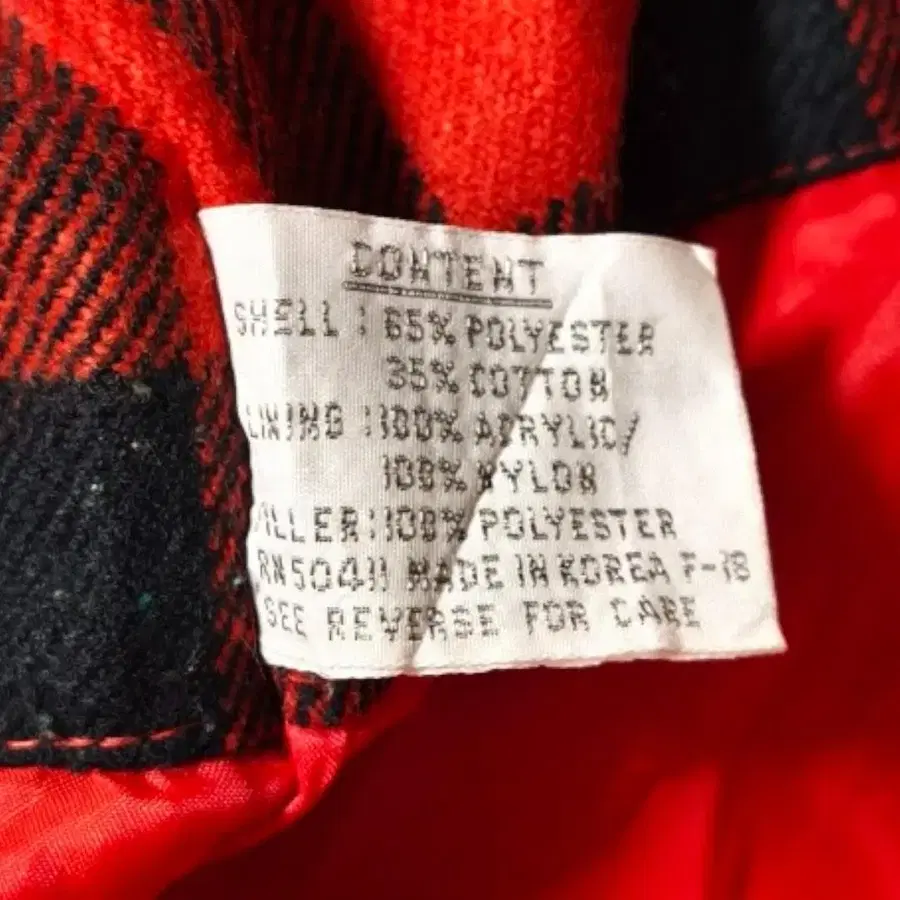 CONTENT
SHELL : 65% POLYESTER
35% COTTON
LINING : 100% ACRYLIC/
100% NYLON
FILLER : 100% POLYESTER
RN50411 MADE IN KOREA F-18
SEE REVERSE FOR CARE